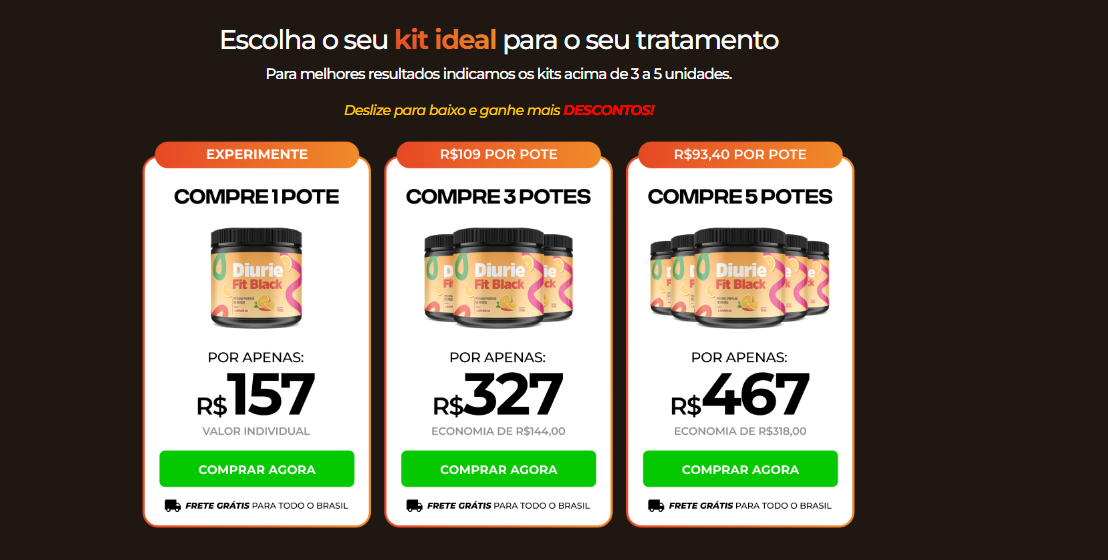 Escolha o seu kit ideal para o seu tratamento
Para melhores resultados indicamos os kits acima de 3 a 5 unidades.
Deslize para baixo e ganhe mais DESCONTOS!
EXPERIMENTE
COMPRE 1 POTE
Diurie
Fit Black
POR APENAS:
R$157
VALOR INDIVIDUAL
COMPRAR AGORA
FRETE GRÁTIS PARA TODO O BRASIL
R$109 POR POTE
COMPRE 3 POTES
Diurie
Fit Black
POR APENAS:
R$327
ECONOMIA DE R$144,00
COMPRAR AGORA
FRETE GRÁTIS PARA TODO O BRASIL
R$93,40 POR POTE
COMPRE 5 POTES
Diurie
Fit Black
POR APENAS:
R$467
ECONOMIA DE R$318,00
COMPRAR AGORA
FRETE GRÁTIS PARA TODO O BRASIL